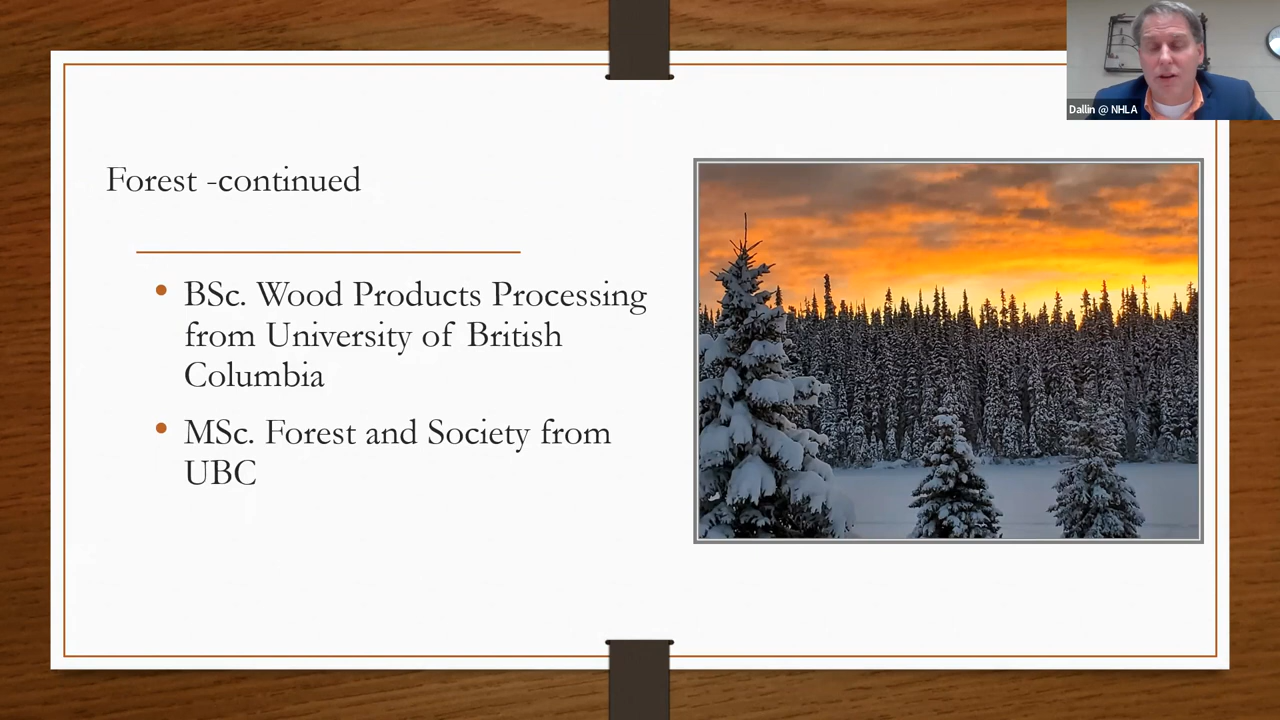 Dallin @ NHLA
Forest -continued
• BSc. Wood Products Processing
from University of British
Columbia
• MSc. Forest and Society from
UBC